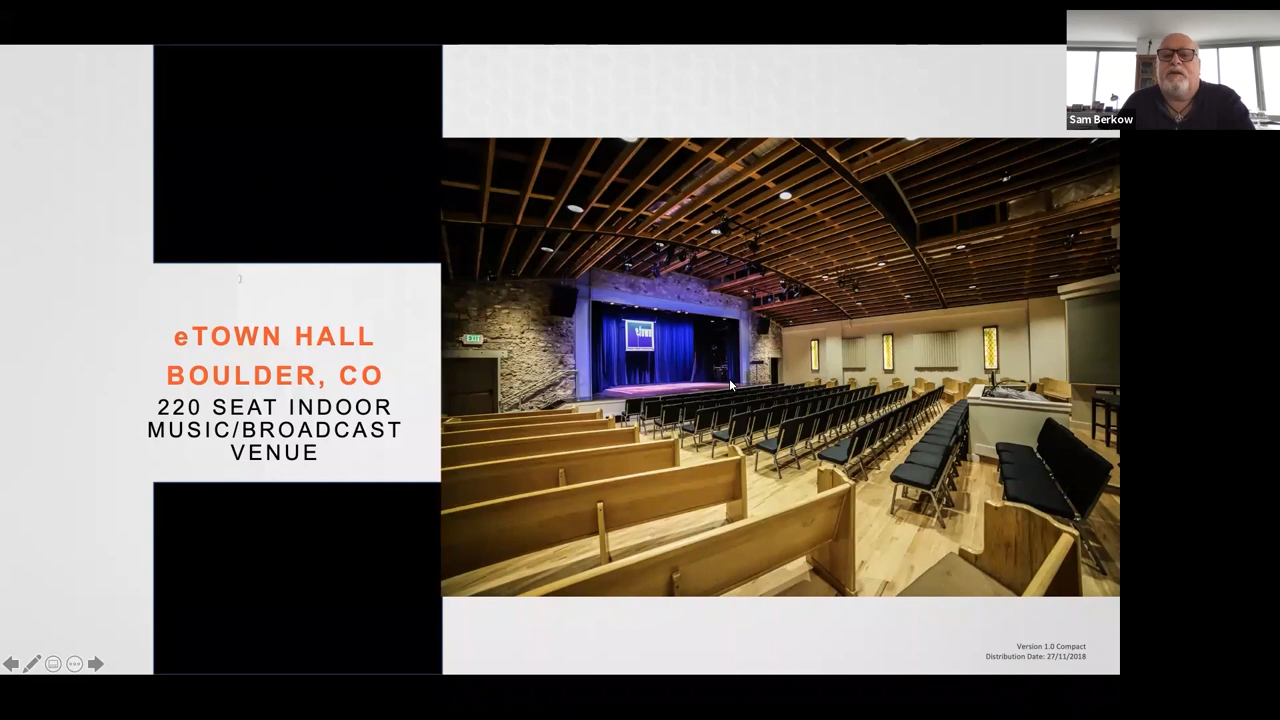 Sam Berkow
EXIT
eTOWN HALL
BOULDER, CO
220 SEAT INDOOR
MUSIC/BROADCAST
VENUE
Version 1.0 Compact
Distribution Date: 27/11/2018